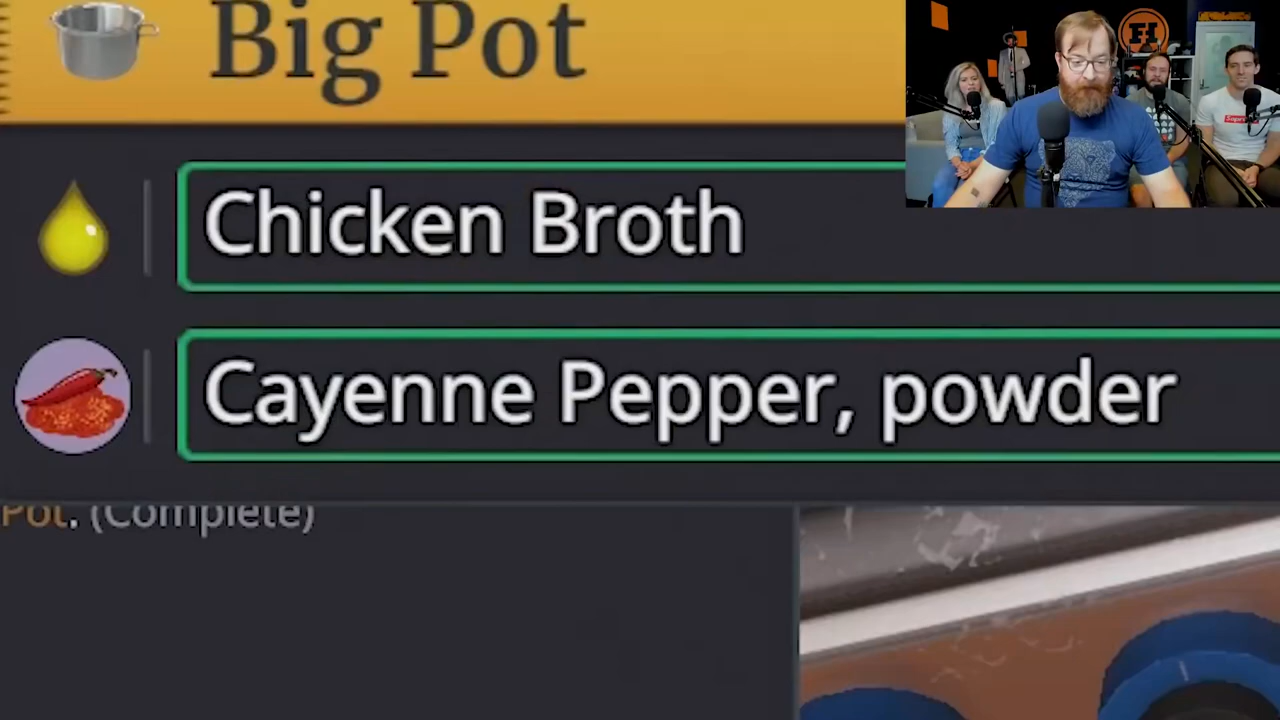 Big Pot
Chicken Broth
Cayenne Pepper, powder
Pot. (Complete)